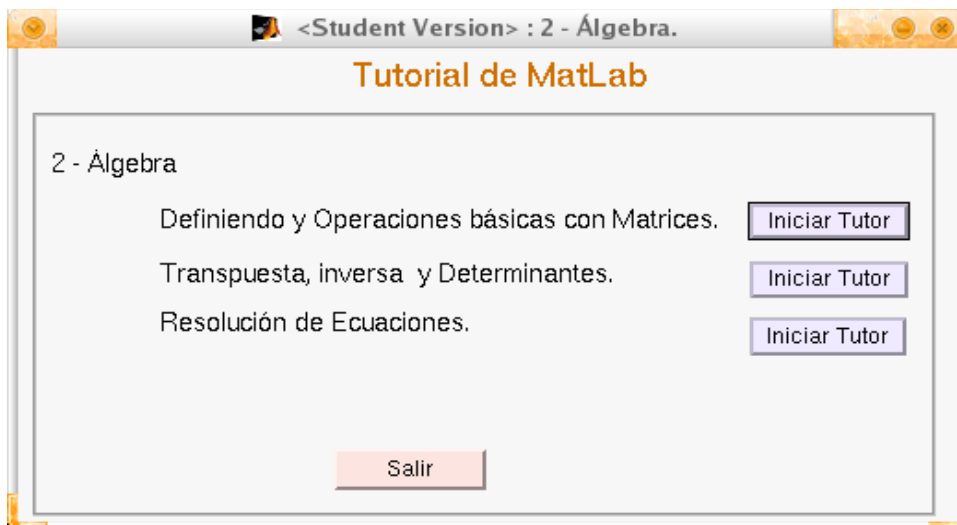 <Student Version> : 2 - Álgebra.
Tutorial de MatLab
2 - Álgebra
Definiendo y Operaciones básicas con Matrices. Iniciar Tutor
Transpuesta, inversa y Determinantes. Iniciar Tutor
Resolución de Ecuaciones. Iniciar Tutor
Salir